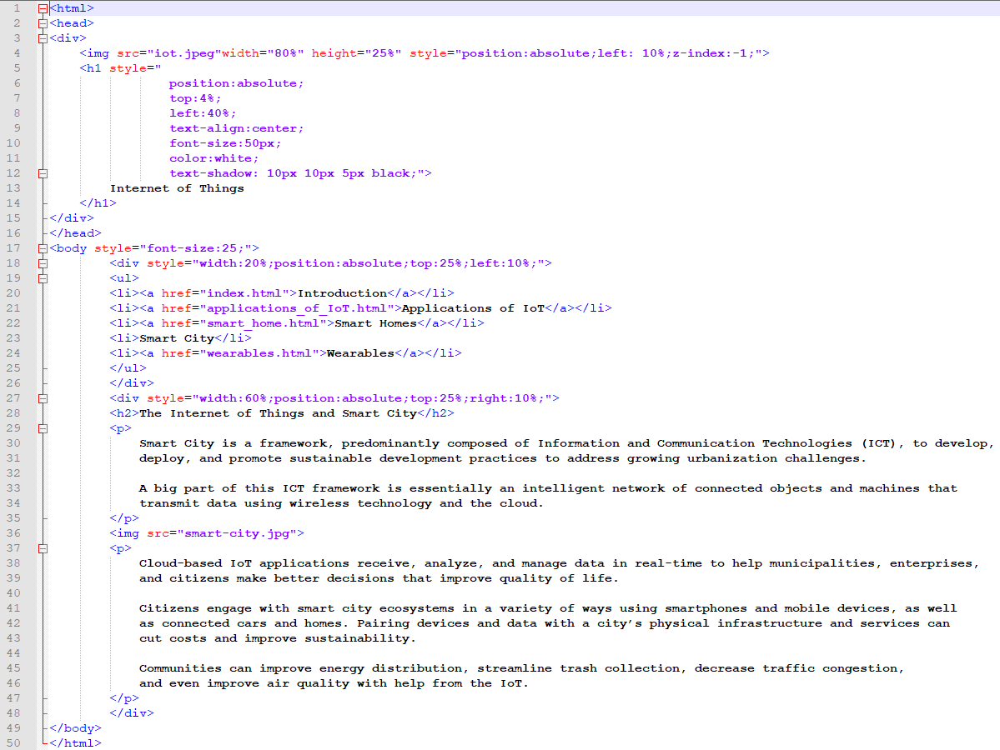 1 <html>
2 <head>
3 <div>
4 <img src="iot.jpeg"width="80%" height="25%" style="position:absolute;left: 10%;z-index:-1;">
5 <h1 style="
6 position:absolute;
7 top:4%;
8 left:40%;
9 text-align:center;
10 font-size:50px;
11 color:white;
12 text-shadow: 10px 10px 5px black;">
13 Internet of Things
14 </h1>
15 </div>
16 </head>
17 <body style="font-size:25;">
18 <div style="width:20%;position:absolute;top:25%;left:10%;">
19 <ul>
20 <li><a href="index.html">Introduction</a></li>
21 <li><a href="applications_of_IoT.html">Applications of IoT</a></li>
22 <li><a href="smart_home.html">Smart Homes</a></li>
23 <li>Smart City</li>
24 <li><a href="wearables.html">Wearables</a></li>
25 </ul>
26 </div>
27 <div style="width:60%;position:absolute;top:25%;right:10%;">
28 <h2>The Internet of Things and Smart City</h2>
29 <p>
30 Smart City is a framework, predominantly composed of Information and Communication Technologies (ICT), to develop,
31 deploy, and promote sustainable development practices to address growing urbanization challenges.
32
33 A big part of this ICT framework is essentially an intelligent network of connected objects and machines that
34 transmit data using wireless technology and the cloud.
35 </p>
36 <img src="smart-city.jpg">
37 <p>
38 Cloud-based IoT applications receive, analyze, and manage data in real-time to help municipalities, enterprises,
39 and citizens make better decisions that improve quality of life.
40
41 Citizens engage with smart city ecosystems in a variety of ways using smartphones and mobile devices, as well
42 as connected cars and homes. Pairing devices and data with a city’s physical infrastructure and services can
43 cut costs and improve sustainability.
44
45 Communities can improve energy distribution, streamline trash collection, decrease traffic congestion,
46 and even improve air quality with help from the IoT.
47 </p>
48 </div>
49 </body>
50 </html>